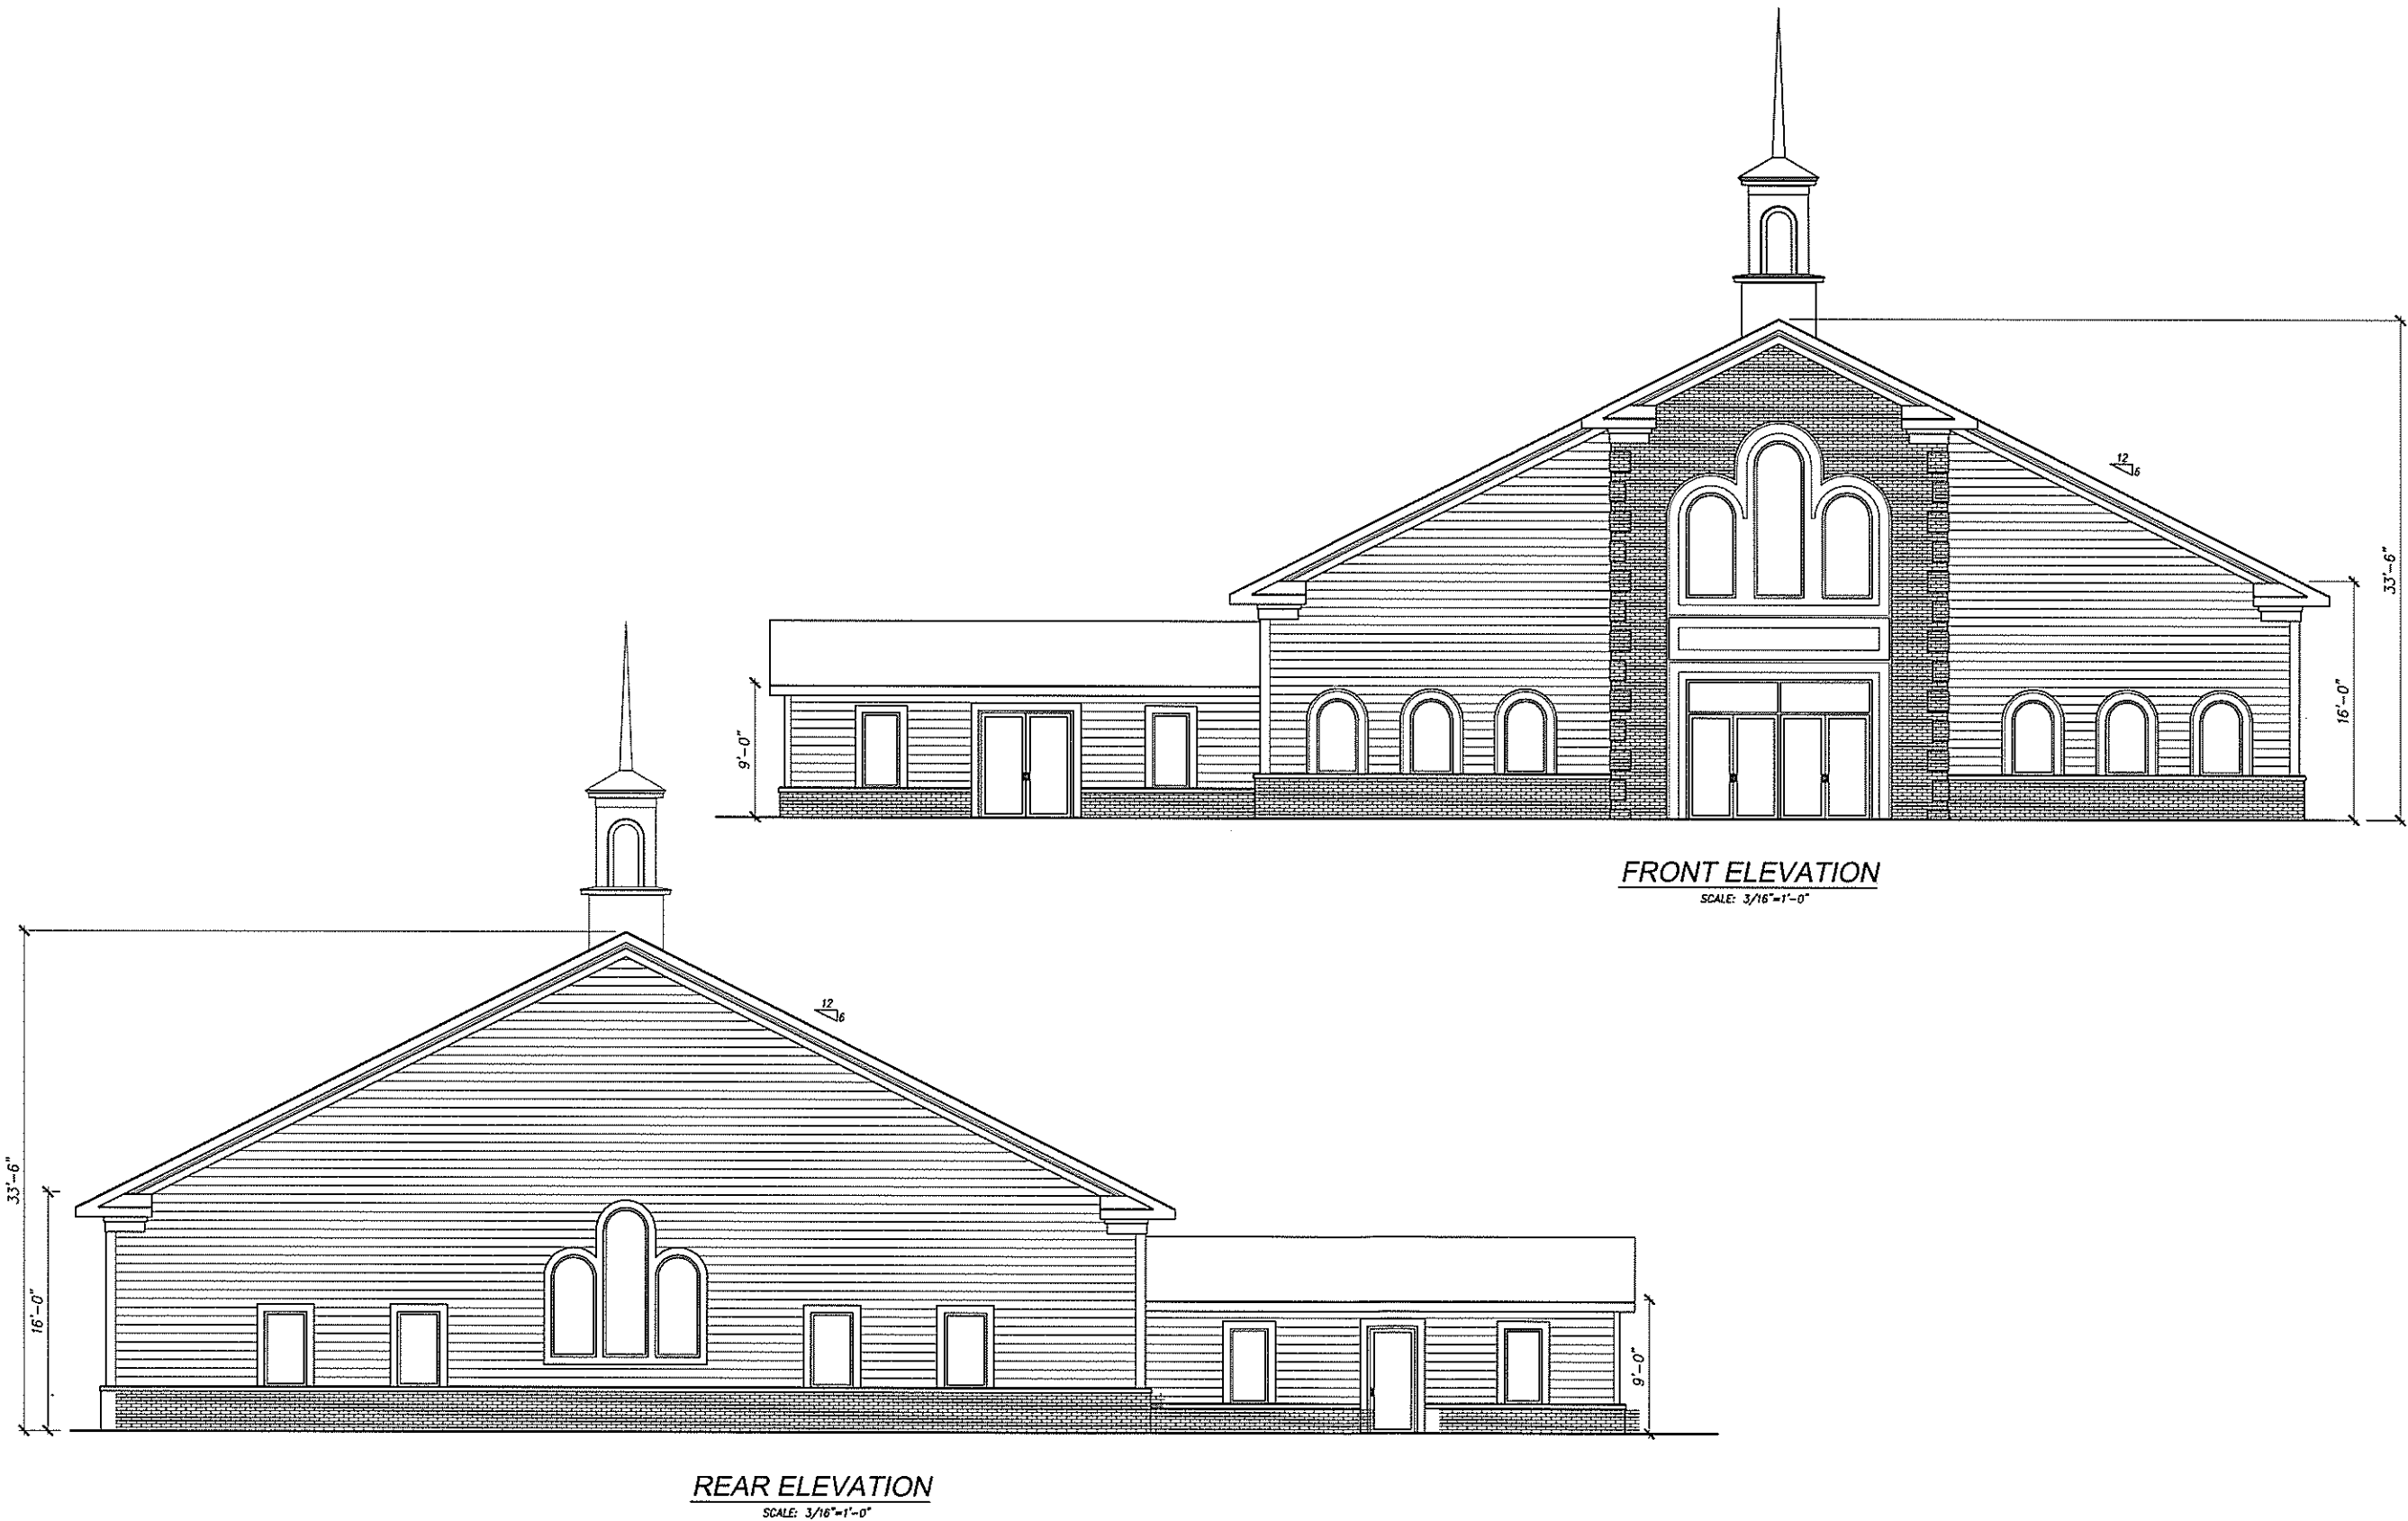 12
6
33'-6"
16'-0"
9'-0"
FRONT ELEVATION
SCALE: 3/16"=1'-0"
12
6
33'-6"
16'-0"
9'-0"
REAR ELEVATION
SCALE: 3/16"=1'-0"